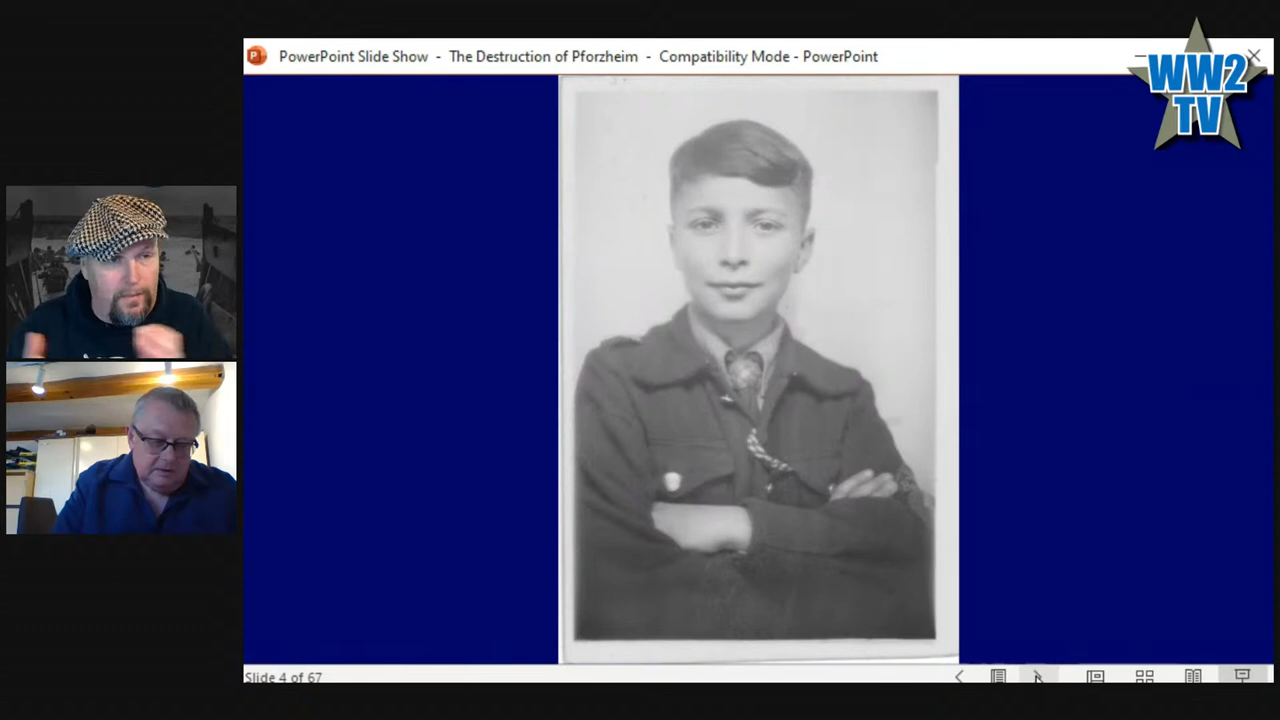 PowerPoint Slide Show - The Destruction of Pforzheim - Compatibility Mode - PowerPoint
WW2
TV
Slide 4 of 67